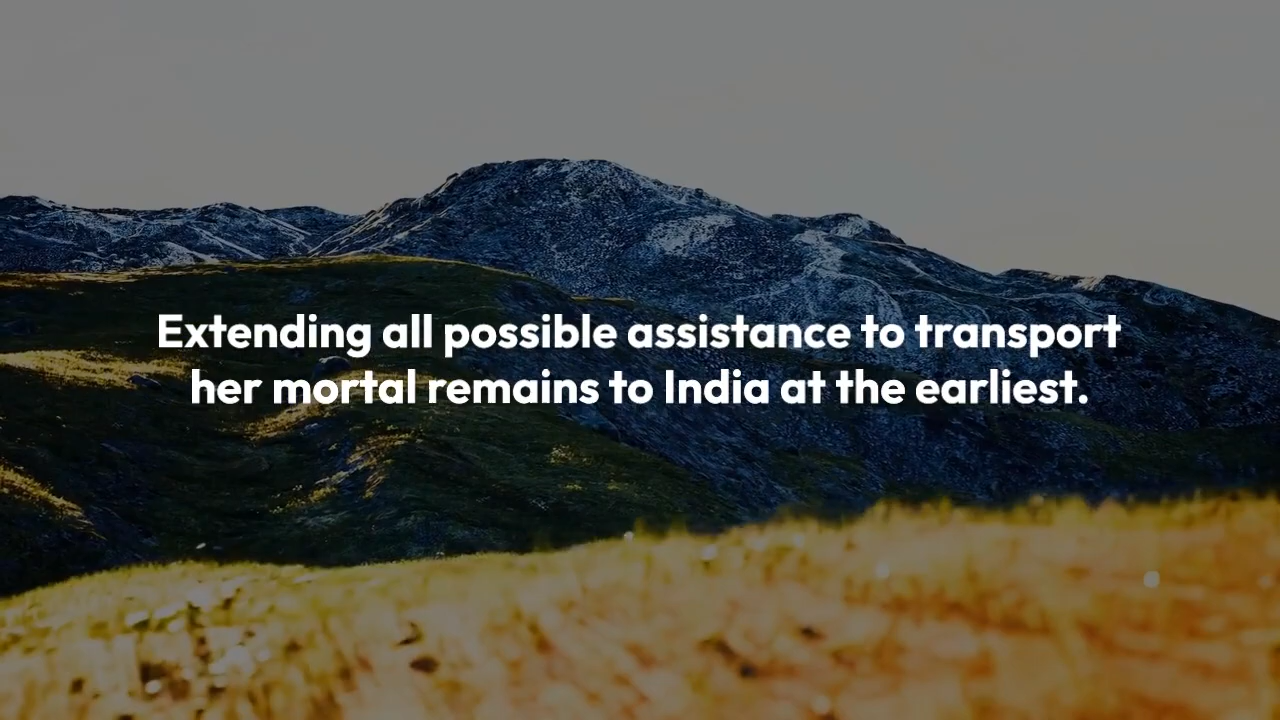 Extending all possible assistance to transport
her mortal remains to India at the earliest.